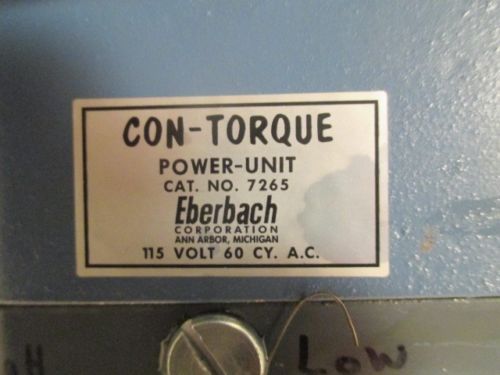 CON-TORQUE
POWER-UNIT
CAT. NO. 7265
Eberbach
CORPORATION
ANN ARBOR, MICHIGAN
115 VOLT 60 CY. A.C.
Low